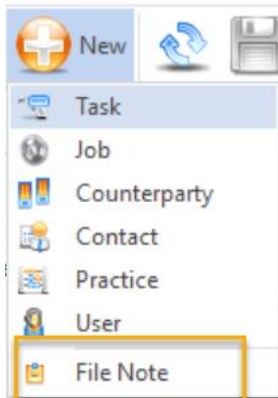 New
Task
Job
Counterparty
Contact
Practice
User
File Note